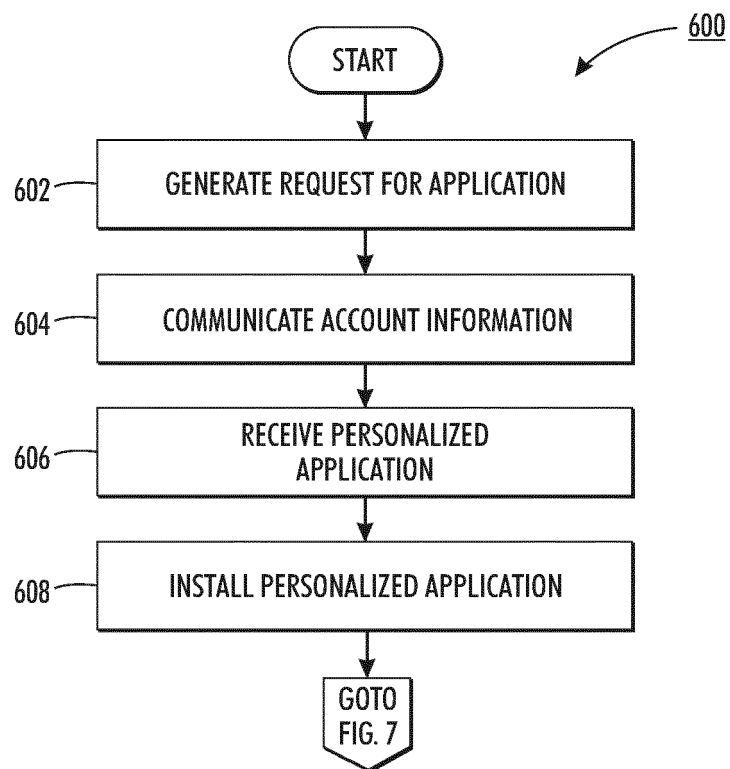 600
START
602
GENERATE REQUEST FOR APPLICATION
604
COMMUNICATE ACCOUNT INFORMATION
606
RECEIVE PERSONALIZED
APPLICATION
608
INSTALL PERSONALIZED APPLICATION
GOTO
FIG. 7